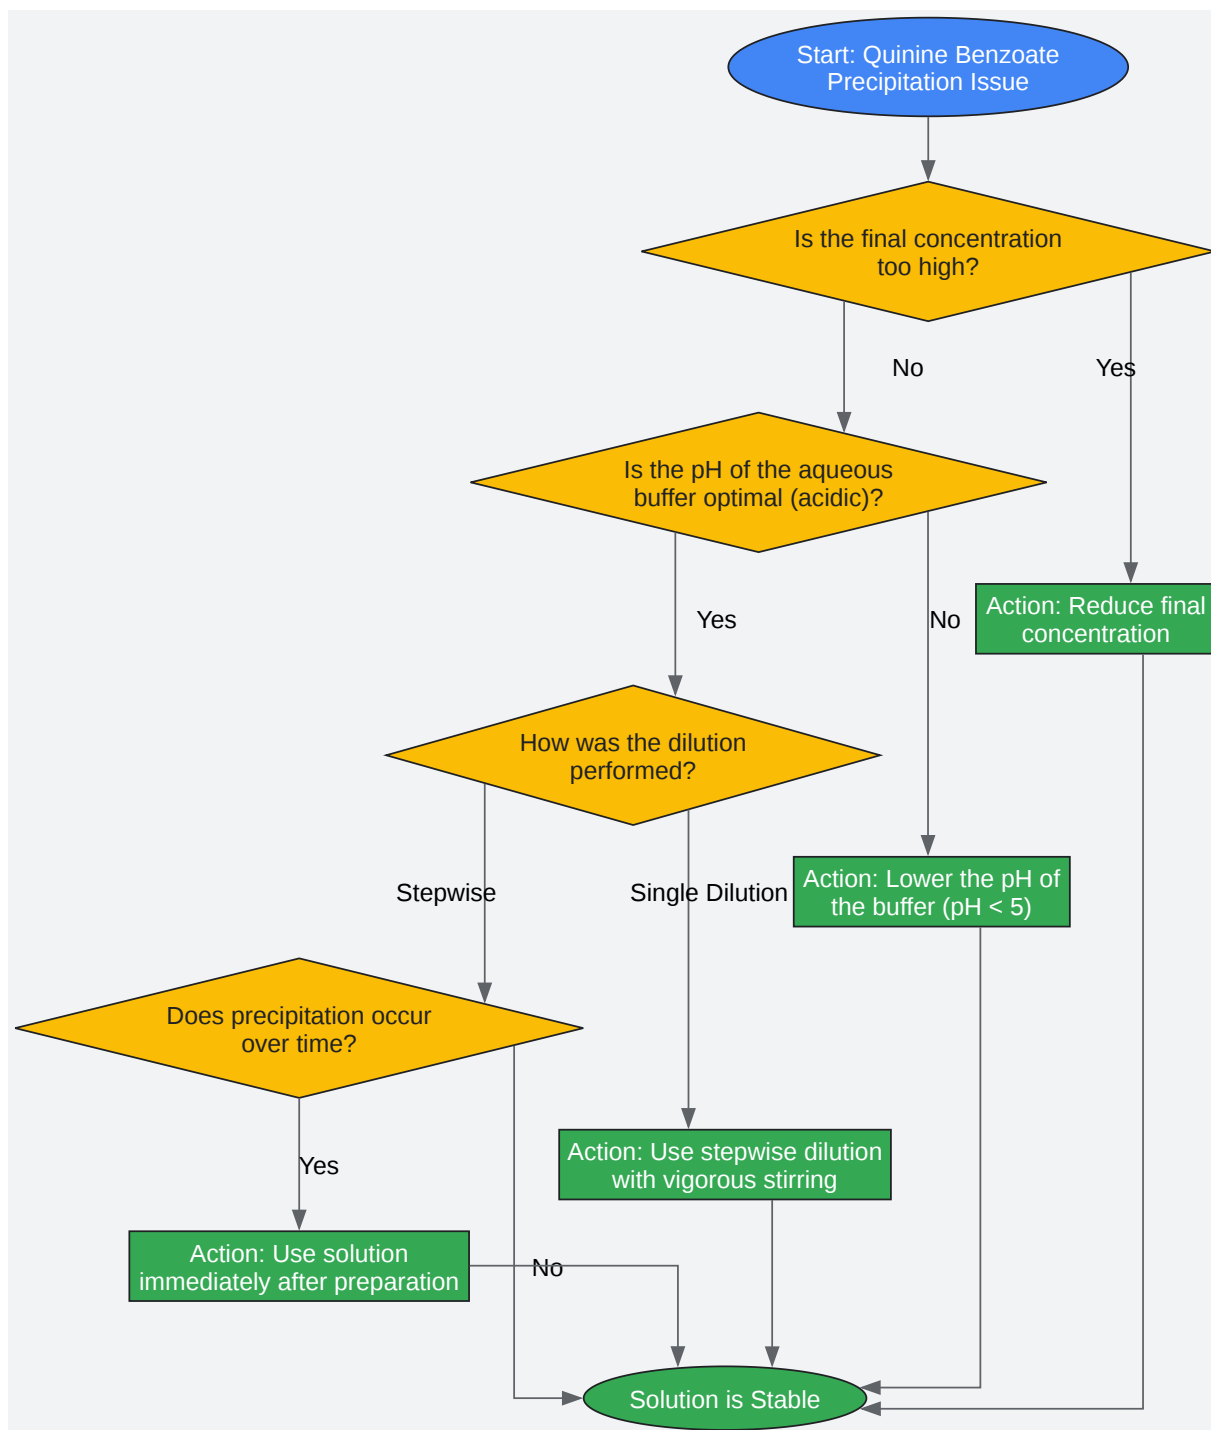 Start: Quinine Benzoate
Precipitation Issue
Is the final concentration
too high?
No
Yes
Is the pH of the aqueous
buffer optimal (acidic)?
Yes
No
Action: Reduce final
concentration
How was the dilution
performed?
Stepwise
Single Dilution
Action: Lower the pH of
the buffer (pH < 5)
Does precipitation occur
over time?
Yes
Action: Use stepwise dilution
with vigorous stirring
Action: Use solution
immediately after preparation
No
Solution is Stable